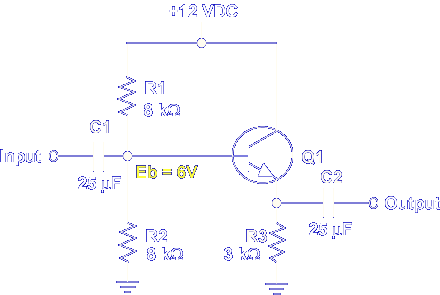 +12 VDC
R1
8 kΩ
C1
Input
25 µF
Eb = 6V
Q1
C2
Output
25 µF
R2
8 kΩ
R3
3 kΩ